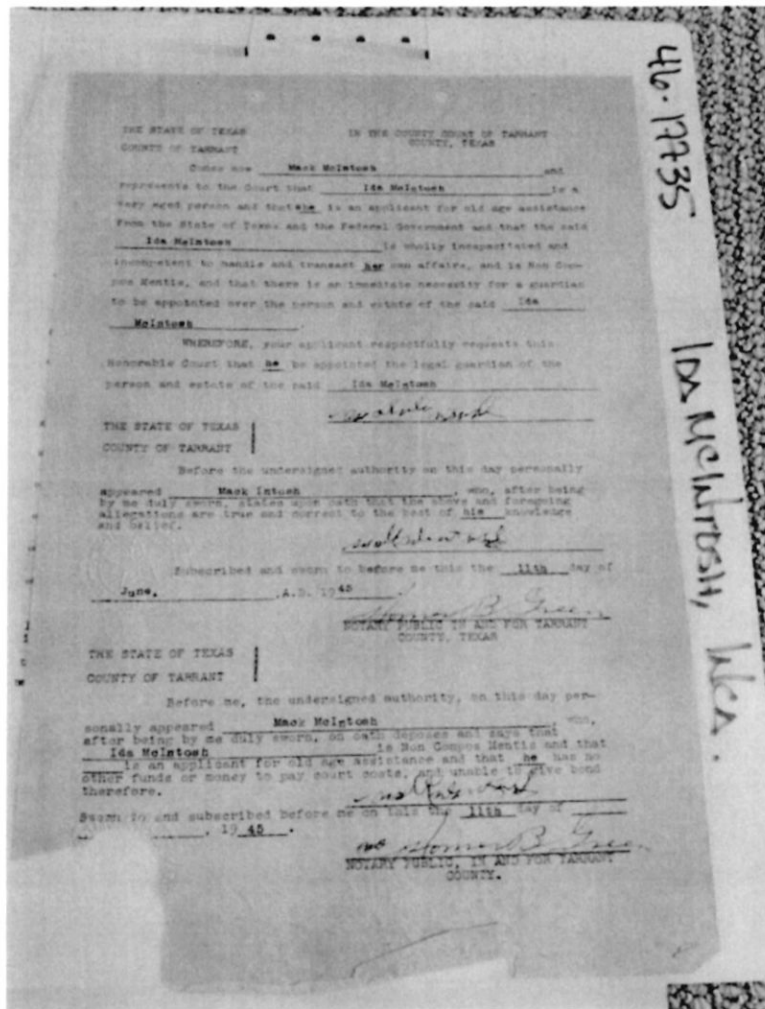 THE STATE OF TEXAS IN THE COUNTY COURT OF TARRANT
COUNTY OF TARRANT COUNTY, TEXAS
Comes now Mack McIntosh and
represents to the Court that Ida McIntosh is a
very aged person and that she is an applicant for old age assistance
from the State of Texas and the Federal Government and that the said
Ida McIntosh is wholly incapacitated and
incompetent to handle and transact her own affairs, and is Non Com-
pos Mentis, and that there is an immediate necessity for a guardian
to be appointed over the person and estate of the said Ida
McIntosh.
WHEREFORE, your applicant respectfully requests this
Honorable Court that he be appointed the legal guardian of the
person and estate of the said Ida McIntosh
THE STATE OF TEXAS
COUNTY OF TARRANT
Before the undersigned authority on this day personally
appeared Mack Intosh, who, after being
by me duly sworn, states upon oath that the above and foregoing
allegations are true and correct to the best of his knowledge
and belief.
Subscribed and sworn to before me this the 11th day of
June, A.D. 1945.
Homer B. Green
NOTARY PUBLIC IN AND FOR TARRANT
COUNTY, TEXAS
THE STATE OF TEXAS
COUNTY OF TARRANT
Before me, the undersigned authority, on this day per-
sonally appeared Mack McIntosh, who,
after being by me duly sworn, on oath deposes and says that
Ida McIntosh is Non Compos Mentis and that
is an applicant for old age assistance and that he has no
other funds or money to pay court costs, and unable to give bond
therefore.
Sworn to and subscribed before me on this the 11th day of
, 1945.
Homer B. Green
NOTARY PUBLIC, IN AND FOR TARRANT
COUNTY.
46-17735 Ida McIntosh, NCM.